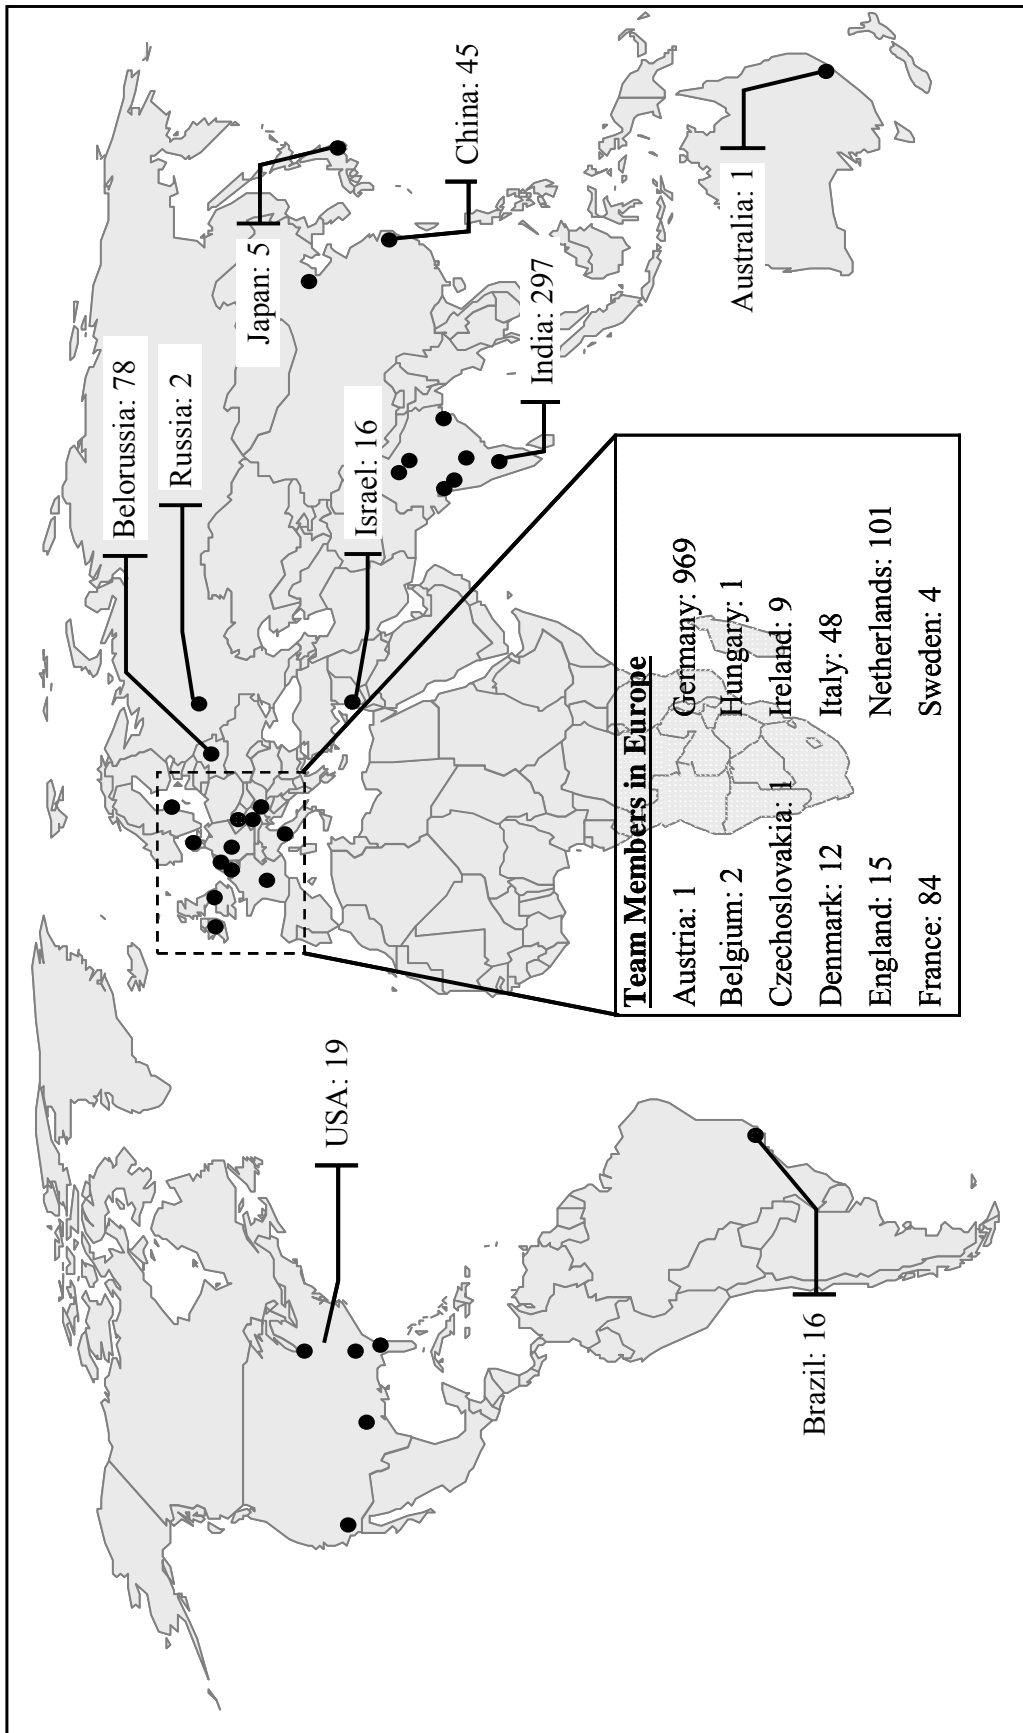 Belorussia: 78
Russia: 2
Japan: 5
China: 45
Israel: 16
India: 297
Australia: 1
USA: 19
Brazil: 16
Team Members in Europe
Austria: 1
Belgium: 2
Czechoslovakia: 1
Denmark: 12
England: 15
France: 84
Germany: 969
Hungary: 1
Ireland: 9
Italy: 48
Netherlands: 101
Sweden: 4